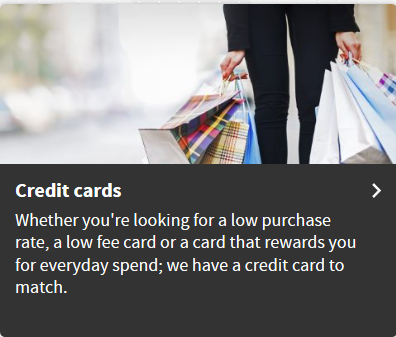 Credit cards
Whether you're looking for a low purchase
rate, a low fee card or a card that rewards you
for everyday spend; we have a credit card to
match.